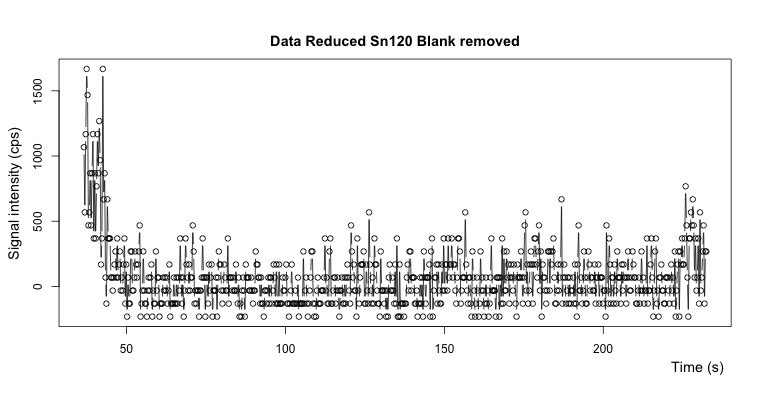 Data Reduced Sn120 Blank removed
Signal intensity (cps)
1500
1000
500
0
50 100 150 200
Time (s)